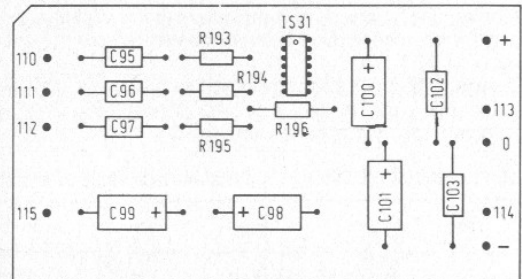 IS31
R193
+
110
C95
R194
111
C96
C100 +
C102
113
R196
112
C97
R195
0
C101 +
C103
115
C99 +
+ C98
114
-